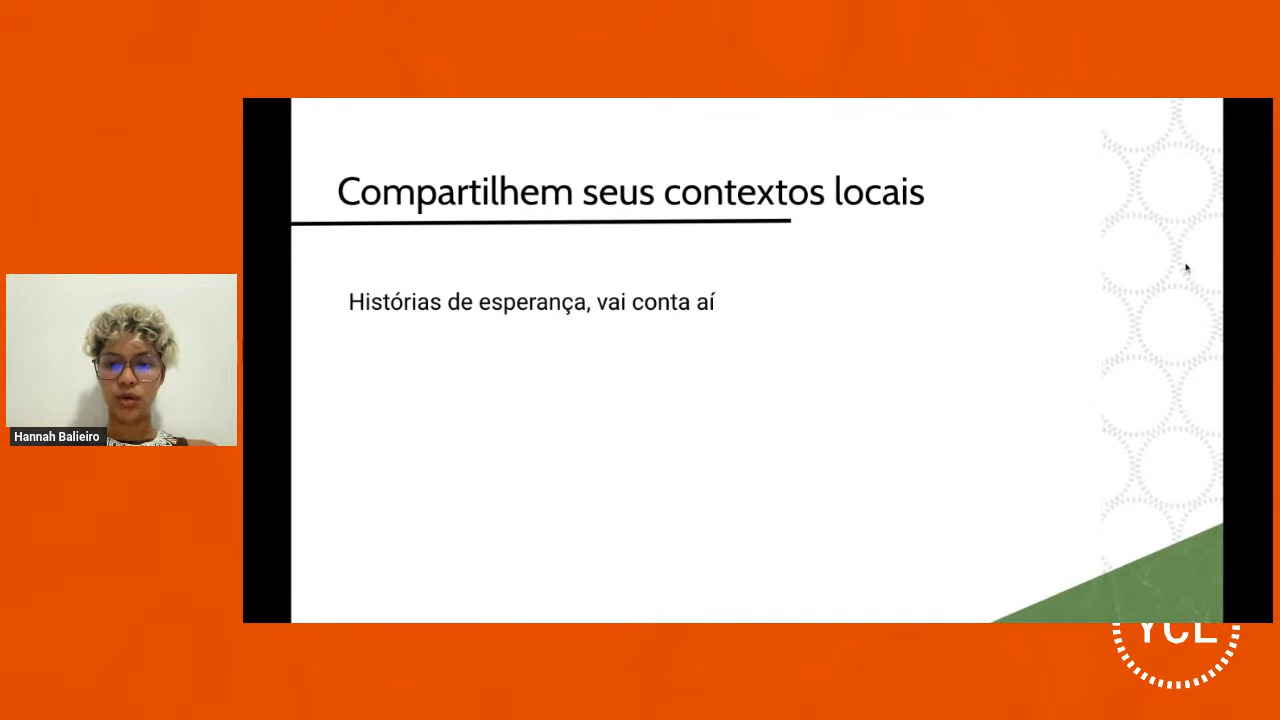 Compartilhem seus contextos locais
Histórias de esperança, vai conta aí
Hannah Balieiro
YCL